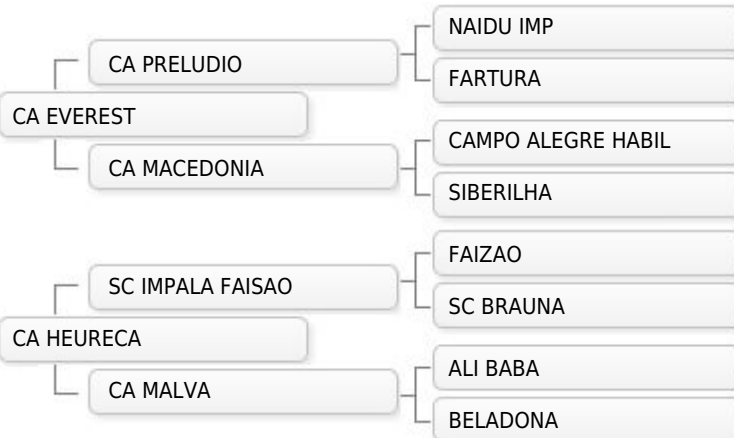 NAIDU IMP
CA PRELUDIO
FARTURA
CA EVEREST
CAMPO ALEGRE HABIL
CA MACEDONIA
SIBERILHA
FAIZAO
SC IMPALA FAISAO
SC BRAUNA
CA HEURECA
ALI BABA
CA MALVA
BELADONA